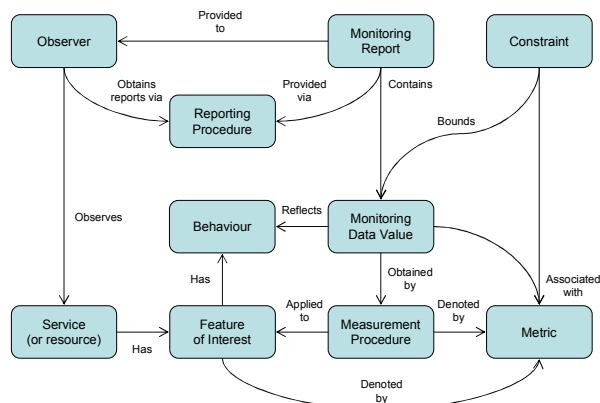 Provided
to
Observer
Monitoring
Report
Constraint
Obtains
reports via
Provided
via
Contains
Reporting
Procedure
Bounds
Observes
Reflects
Behaviour
Monitoring
Data Value
Has
Obtained
by
Applied
to
Denoted
by
Associated
with
Service
(or resource)
Has
Feature
of Interest
Measurement
Procedure
Metric
Denoted
by